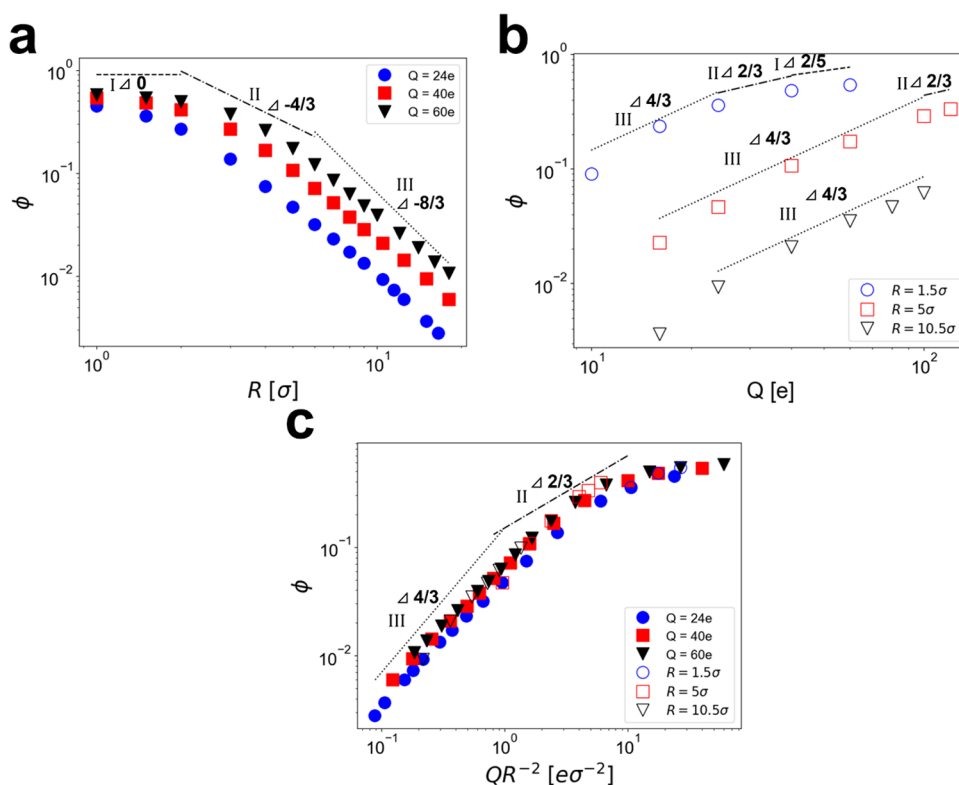 a
10⁰
10⁻¹
10⁻²
ϕ
I ⊿ 0
II
⊿ -4/3
III
⊿ -8/3
Q = 24e
Q = 40e
Q = 60e
10⁰
10¹
R [σ]
b
10⁰
10⁻¹
10⁻²
ϕ
III
⊿ 4/3
II ⊿ 2/3
I ⊿ 2/5
II ⊿ 2/3
⊿ 4/3
III
⊿ 4/3
III
R = 1.5σ
R = 5σ
R = 10.5σ
10¹
10²
Q [e]
c
10⁻¹
10⁻²
ϕ
⊿ 2/3
II
⊿ 4/3
III
Q = 24e
Q = 40e
Q = 60e
R = 1.5σ
R = 5σ
R = 10.5σ
10⁻¹
10⁰
10¹
QR⁻² [eσ⁻²]